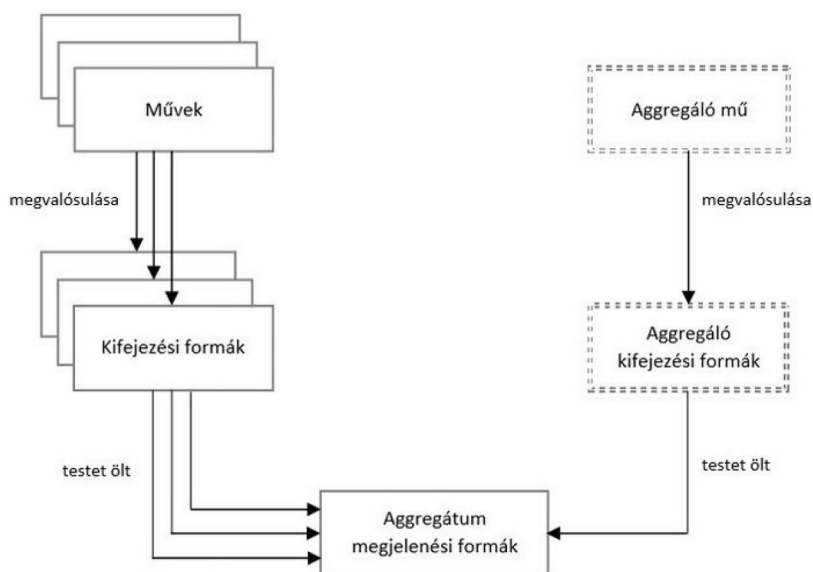 Művek
Aggregáló mű
megvalósulása
megvalósulása
Kifejezési formák
Aggregáló
kifejezési formák
testet ölt
testet ölt
Aggregátum
megjelenési formák